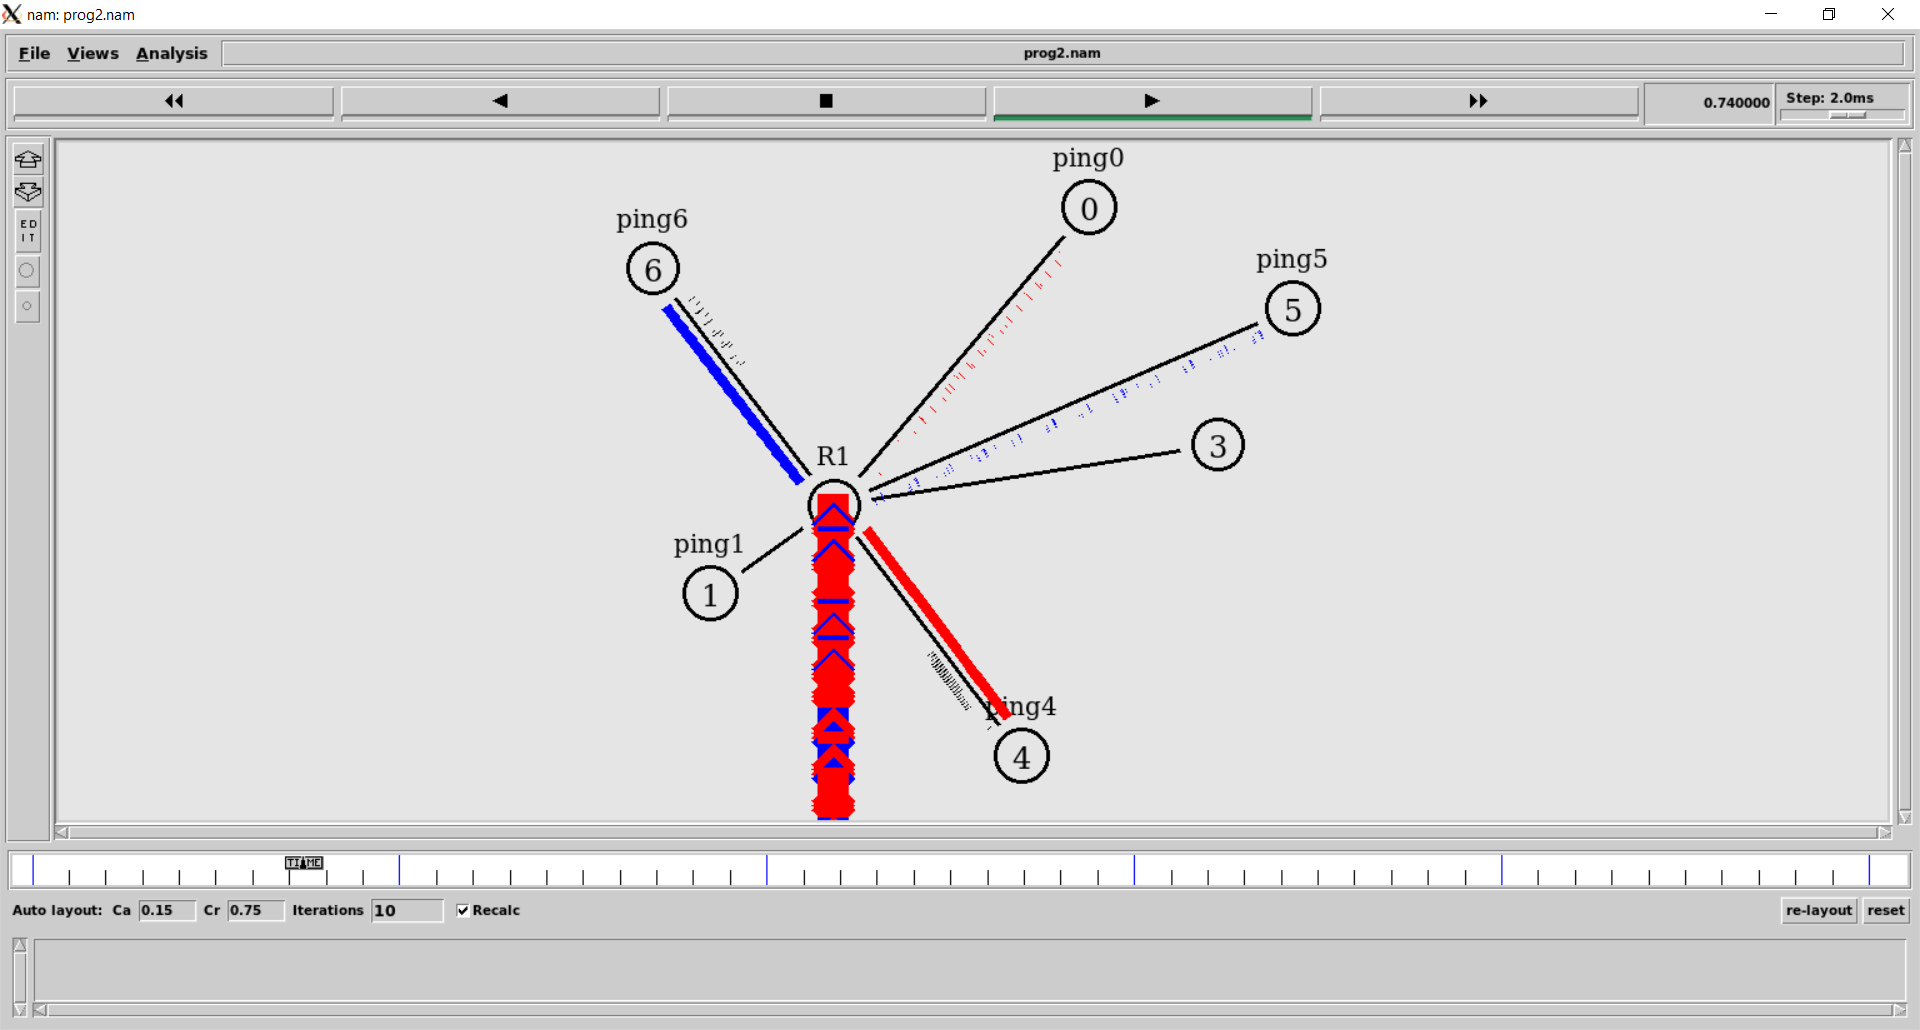 nam: prog2.nam
File Views Analysis prog2.nam
0.740000 Step: 2.0ms
ED
IT
ping0
0
ping6
6
ping5
5
3
R1
ping1
1
ping4
4
TIME
Auto layout: Ca 0.15 Cr 0.75 Iterations 10 Recalc re-layout reset